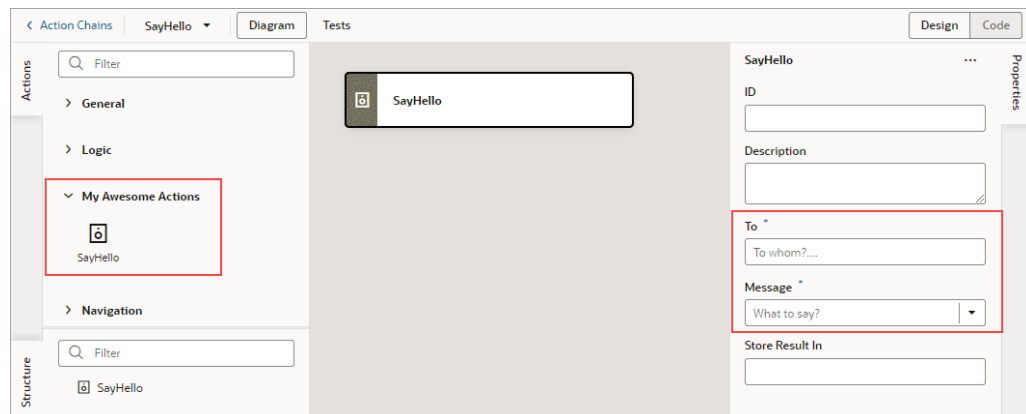 Action Chains
SayHello
Diagram
Tests
Design
Code
Actions
Filter
General
Logic
My Awesome Actions
SayHello
Navigation
Structure
Filter
SayHello
SayHello
SayHello
...
Properties
ID
Description
To *
To whom?....
Message *
What to say?
Store Result In